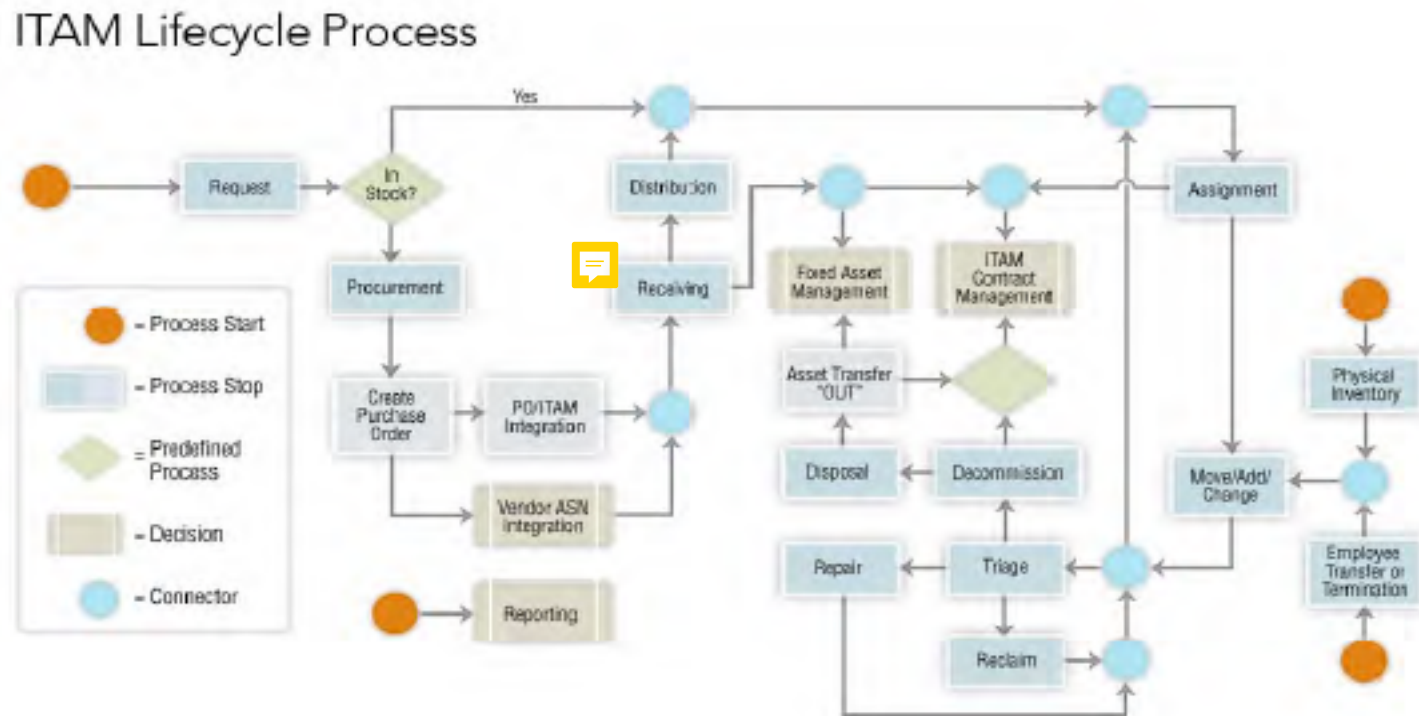 ITAM Lifecycle Process
Yes
Request
In
Stock?
Distribution
Assignment
Procurement
Receiving
Fixed Asset
Management
ITAM
Contract
Management
= Process Start
= Process Stop
= Predefined
Process
= Decision
= Connector
Create
Purchase
Order
PO/ITAM
Integration
Asset Transfer
"OUT"
Physical
Inventory
Vendor ASN
Integration
Disposal
Decommission
Move/Add/
Change
Repair
Triage
Employee
Transfer or
Termination
Reporting
Reclaim